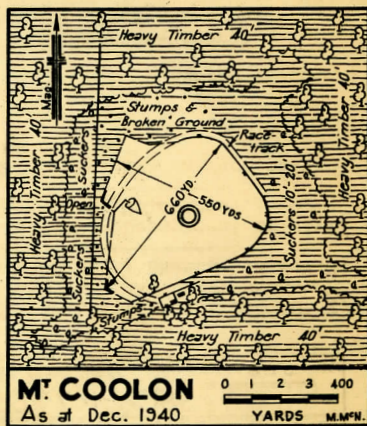 Heavy Timber 40'
Mag.
Stumps &
Broken Ground
Race
track
Heavy Timber 40'
Heavy Timber 40'
Suckers
Open
660 YD.
550 YDS
Suckers 10'-20'
Suckers
Stumps
Heavy Timber 40'
MT COOLON
As at Dec. 1940
0 1 2 3 400
YARDS
M.McN.